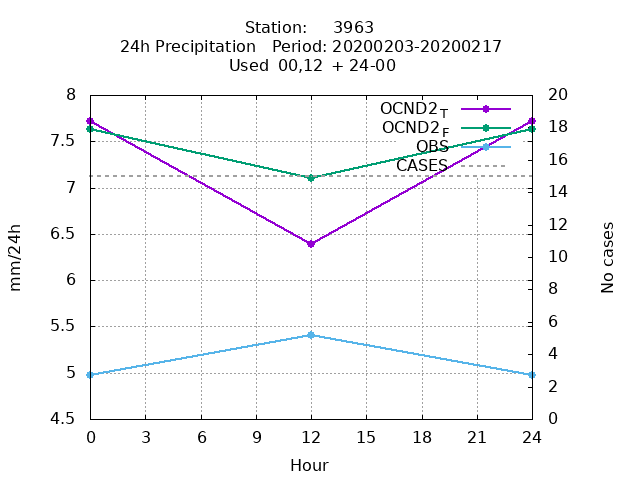 Station: 3963
24h Precipitation Period: 20200203-20200217
Used 00,12 + 24-00
8
7.5
7
6.5
6
5.5
5
4.5
20
18
16
14
12
10
8
6
4
2
0
OCND2T
OCND2F
OBS
CASES
mm/24h
No cases
0 3 6 9 12 15 18 21 24
Hour